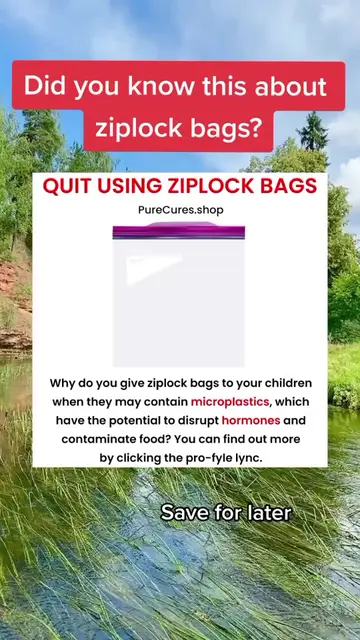 Did you know this about
ziplock bags?
QUIT USING ZIPLOCK BAGS
PureCures.shop
Why do you give ziplock bags to your children
when they may contain microplastics, which
have the potential to disrupt hormones and
contaminate food? You can find out more
by clicking the pro-fyle lync.
Save for later